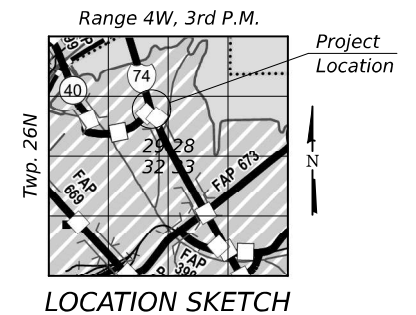 Range 4W, 3rd P.M.
Project
Location
74
40
Twp. 26N
29 28
32 33
N
FAP 673
FAP
669
FAP
LOCATION SKETCH